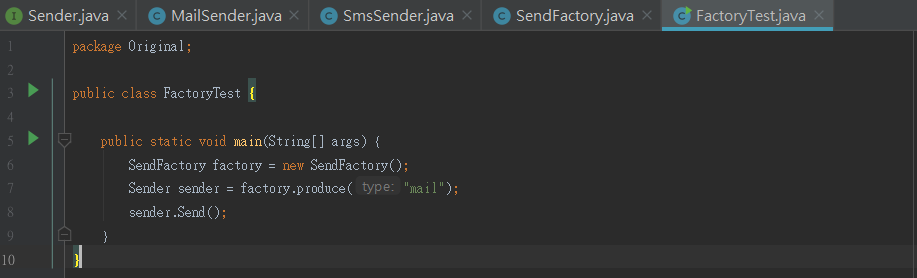 Sender.java MailSender.java SmsSender.java SendFactory.java FactoryTest.java
1 package Original;
2
3 public class FactoryTest {
4
5 public static void main(String[] args) {
6 SendFactory factory = new SendFactory();
7 Sender sender = factory.produce( type: "mail");
8 sender.Send();
9 }
10 }